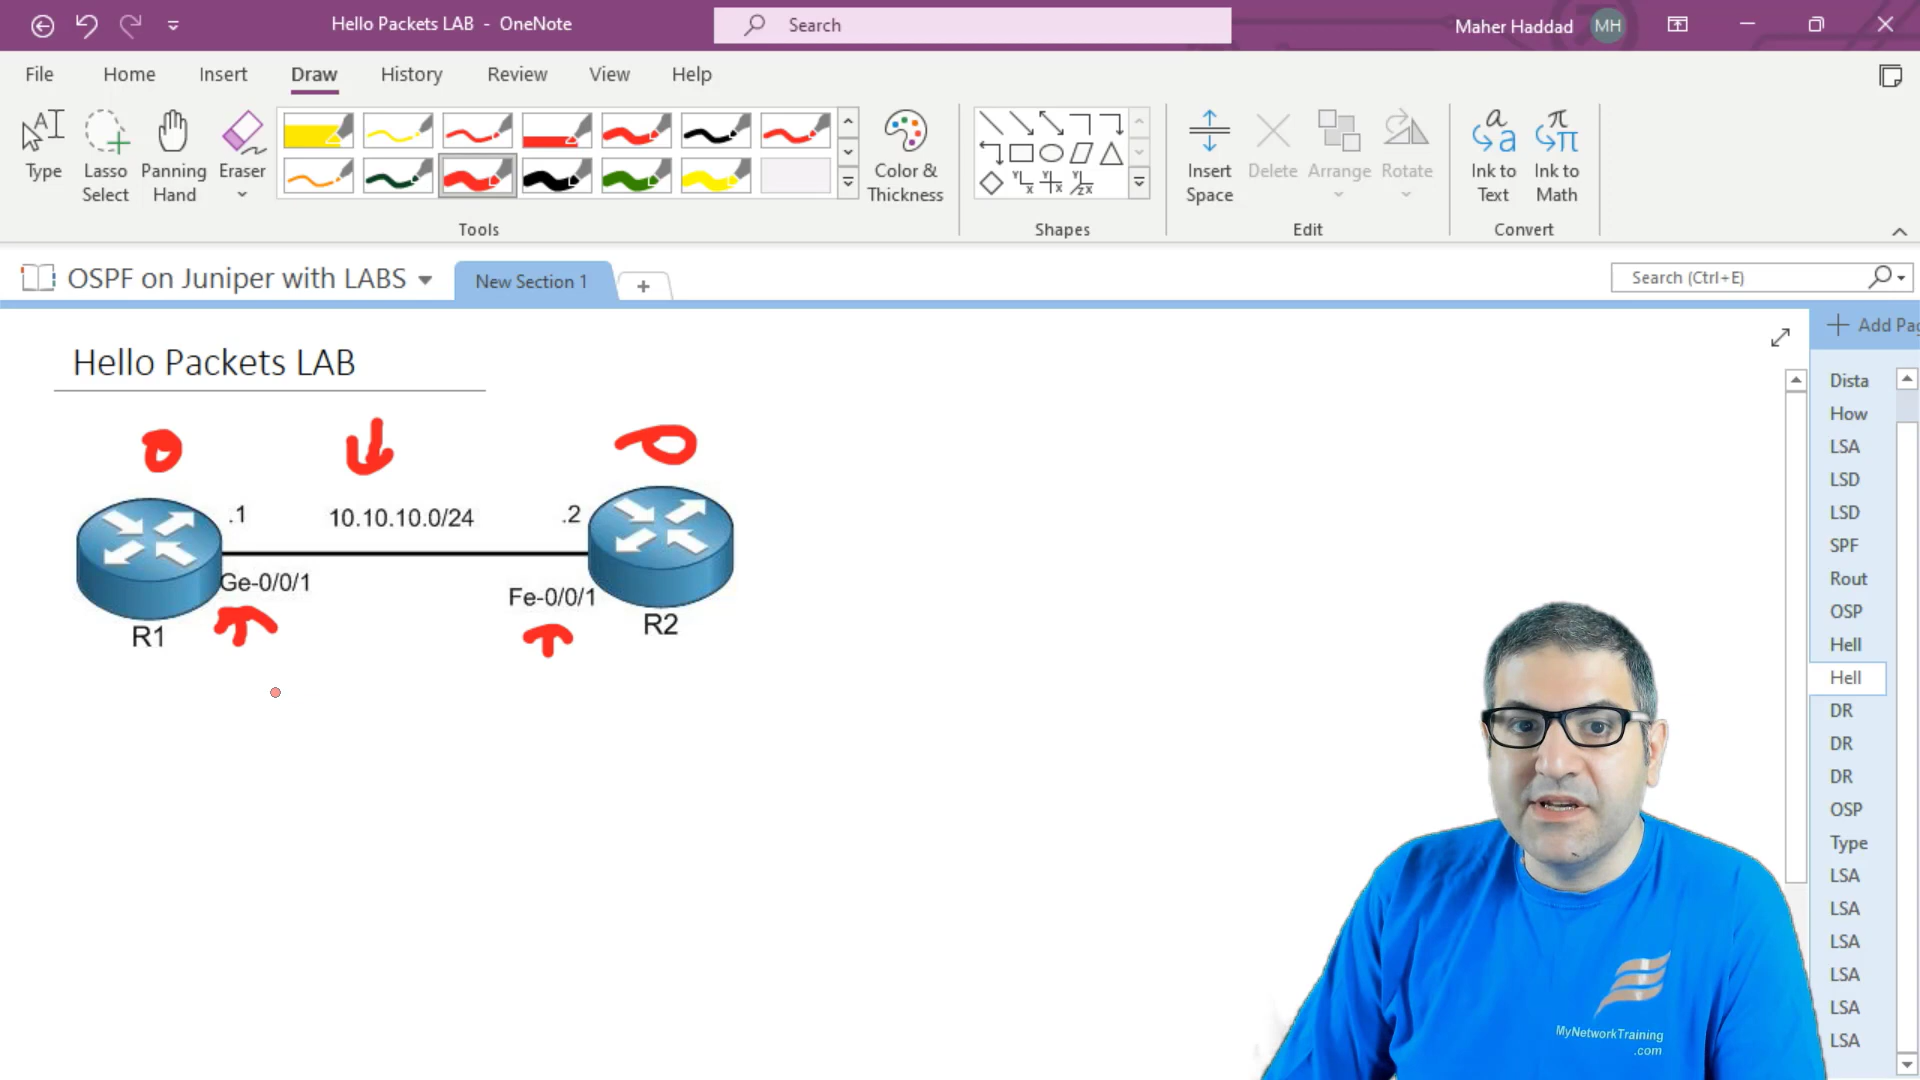 Hello Packets LAB - OneNote
Search
Maher Haddad
MH
File
Home
Insert
Draw
History
Review
View
Help
Type
Lasso Select
Panning Hand
Eraser
Color & Thickness
Insert Space
Delete
Arrange
Rotate
Ink to Text
Ink to Math
Tools
Shapes
Edit
Convert
OSPF on Juniper with LABS
New Section 1
Search (Ctrl+E)
Add Pag
Hello Packets LAB
.1
10.10.10.0/24
.2
Ge-0/0/1
Fe-0/0/1
R1
R2
Dista
How
LSA
LSD
LSD
SPF
Rout
OSP
Hell
Hell
DR
DR
DR
OSP
Type
LSA
LSA
LSA
LSA
LSA
LSA
MyNetworkTraining
.com